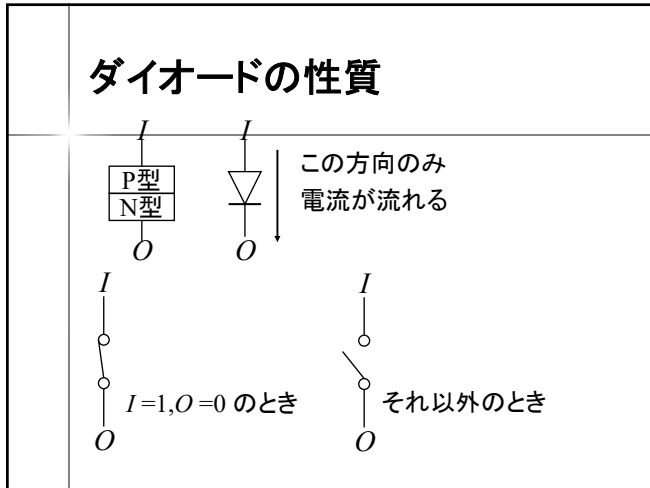 ダイオードの性質
I
I
P型
N型
この方向のみ
電流が流れる
O
O
I
I
I=1,O=0 のとき
それ以外のとき
O
O